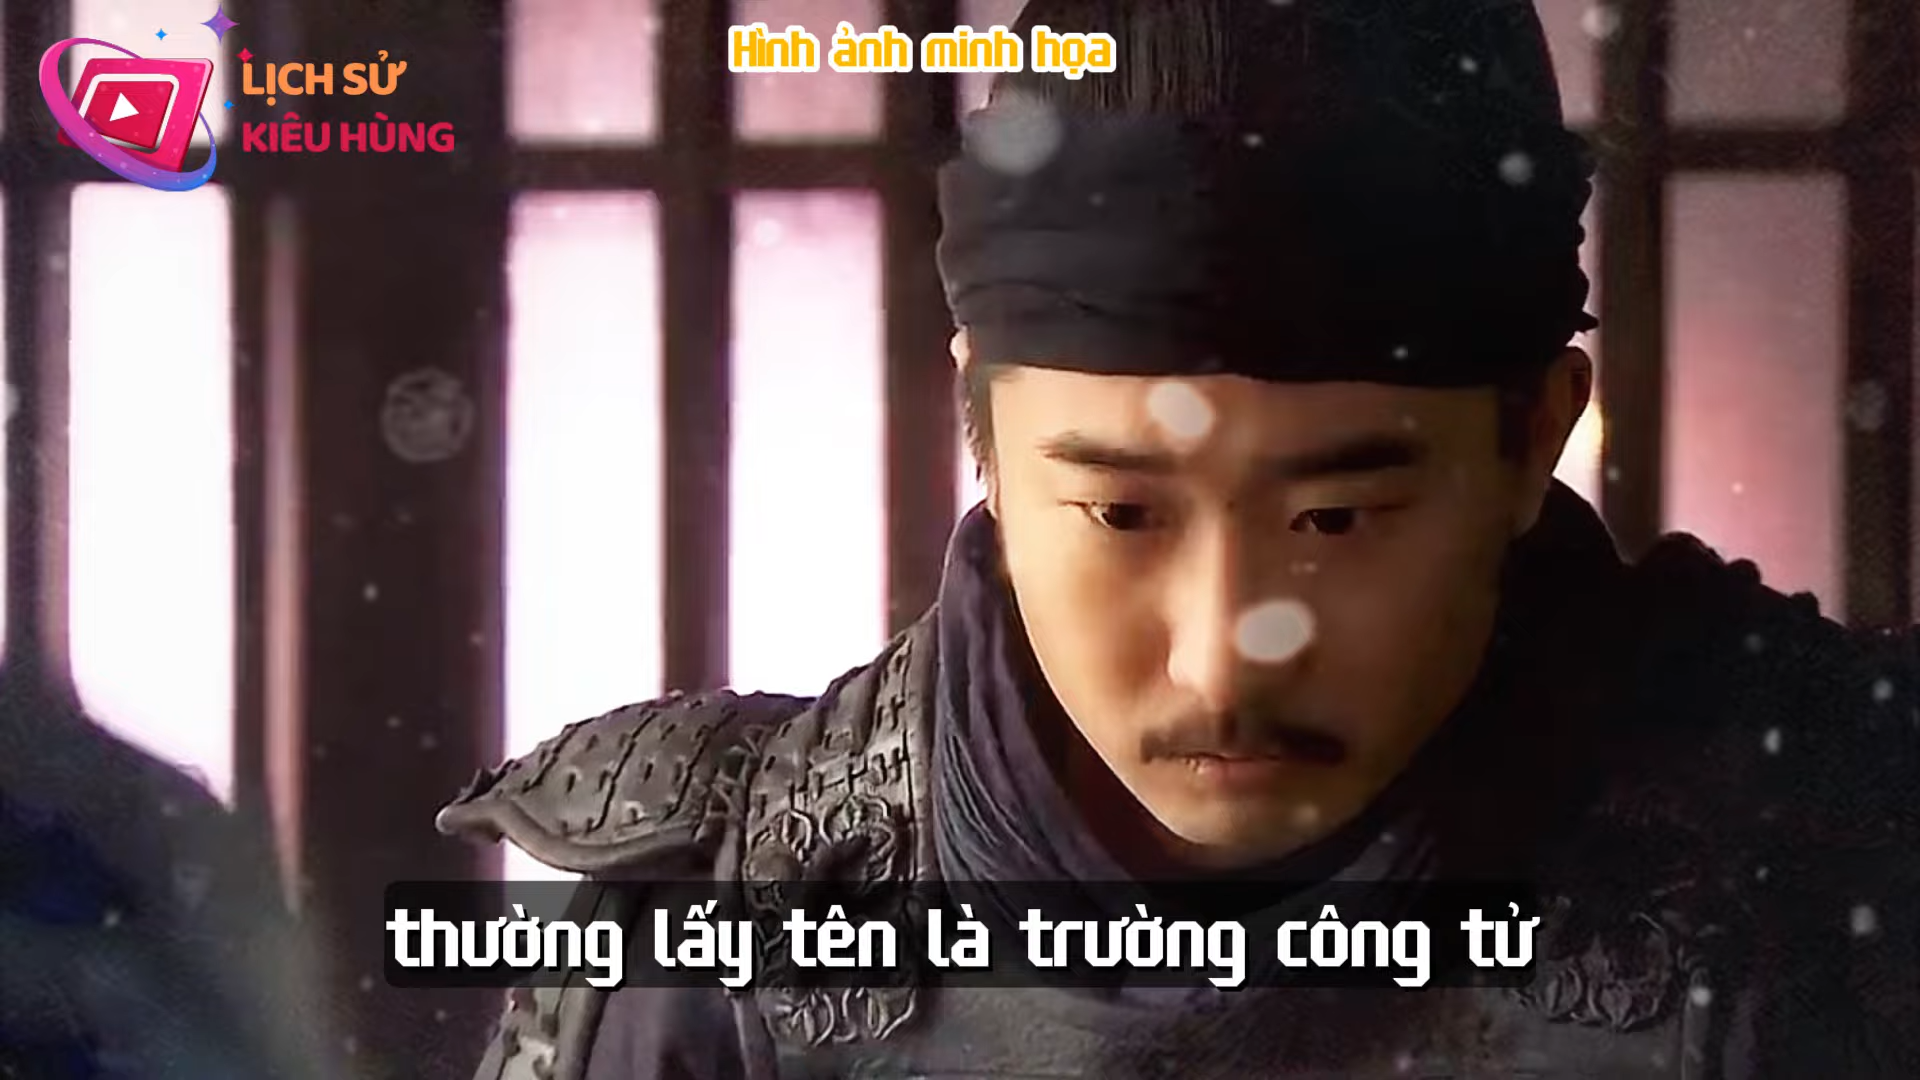 LỊCH SỬ
KIÊU HÙNG
Hình ảnh minh họa
thường lấy tên là trường công tử